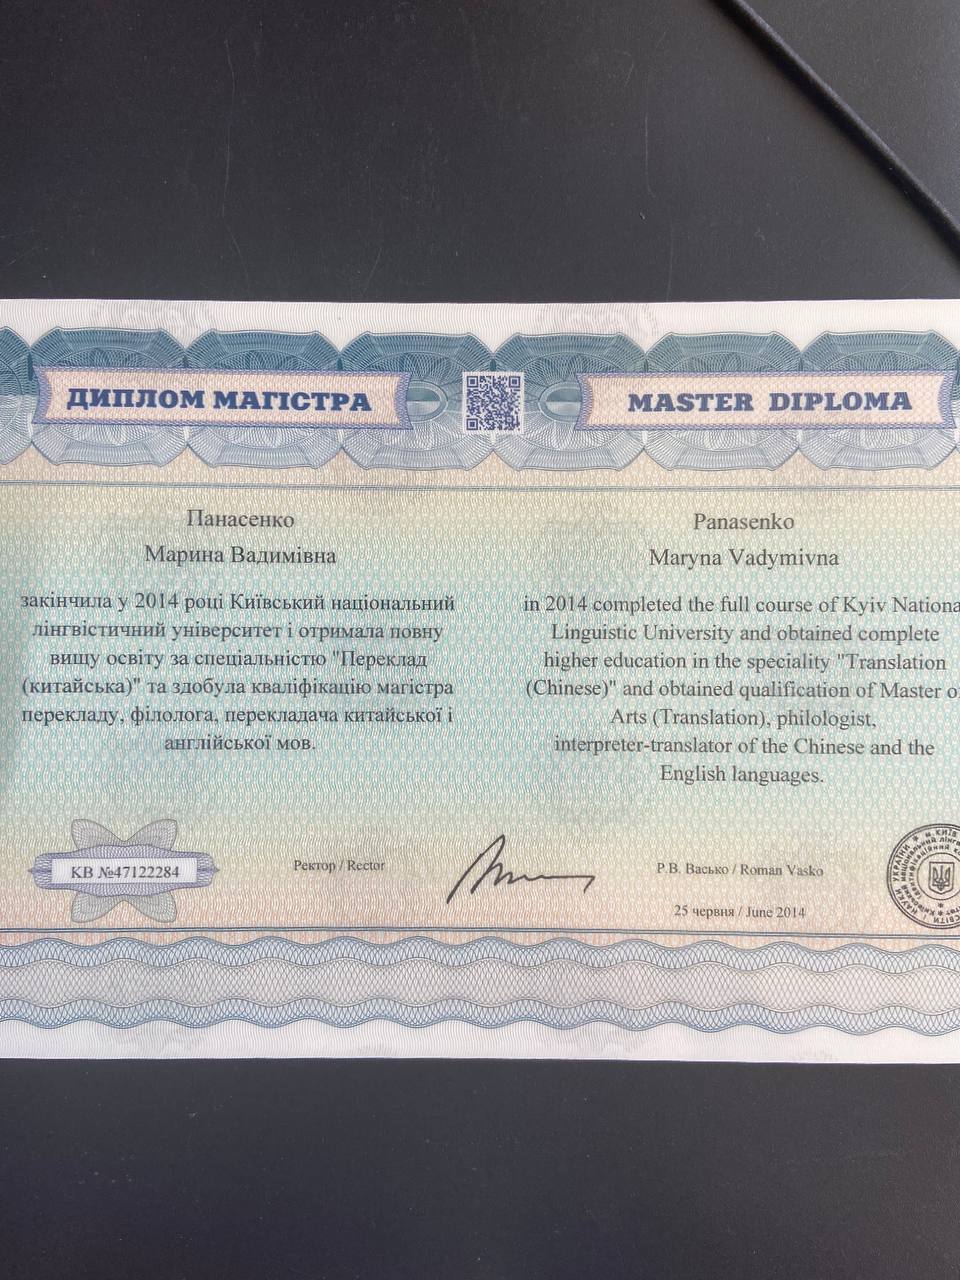 ДИПЛОМ МАГІСТРА
Панасенко
Марина Вадимівна
закінчила у 2014 році Київський національний
лінгвістичний університет і отримала повну
вищу освіту за спеціальністю "Переклад
(китайська)" та здобула кваліфікацію магістра
перекладу, філолога, перекладача китайської і
англійської мов.
КВ №47122284
MASTER DIPLOMA
Panasenko
Maryna Vadymivna
in 2014 completed the full course of Kyiv Nationa
Linguistic University and obtained complete
higher education in the speciality "Translation
(Chinese)" and obtained qualification of Master o
Arts (Translation), philologist,
interpreter-translator of the Chinese and the
English languages.
Ректор / Rector
Р.В. Васько / Roman Vasko
25 червня / June 2014